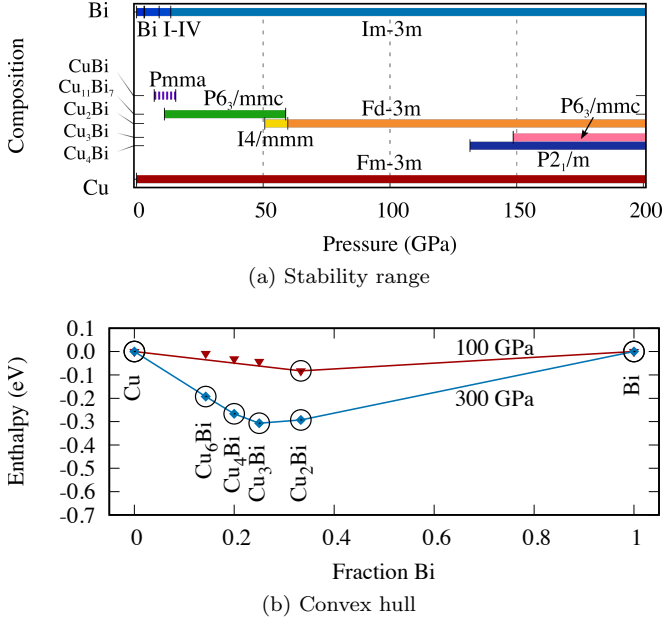 Bi
Bi I-IV
Im-3m
CuBi
Pmma
Cu₁₁Bi₇
P6₃/mmc
Cu₂Bi
Fd-3m
P6₃/mmc
Cu₃Bi
I4/mmm
Cu₄Bi
P2₁/m
Fm-3m
Cu
Composition
0
50
100
150
200
Pressure (GPa)
(a) Stability range
0.1
0.0
-0.1
-0.2
-0.3
-0.4
-0.5
-0.6
-0.7
Enthalpy (eV)
100 GPa
300 GPa
Cu
Cu₆Bi
Cu₄Bi
Cu₃Bi
Cu₂Bi
Bi
0
0.2
0.4
0.6
0.8
1
Fraction Bi
(b) Convex hull